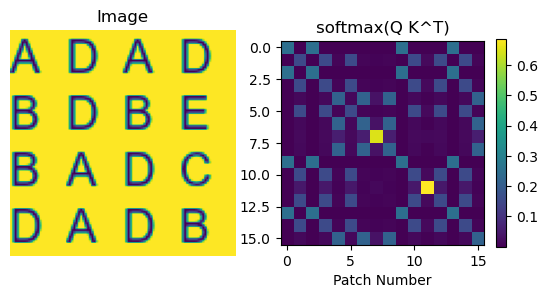 Image
A D A D
B D B E
B A D C
D A D B
softmax(Q K^T)
0.0
2.5
5.0
7.5
10.0
12.5
15.0
0 5 10 15
Patch Number
0.6
0.5
0.4
0.3
0.2
0.1